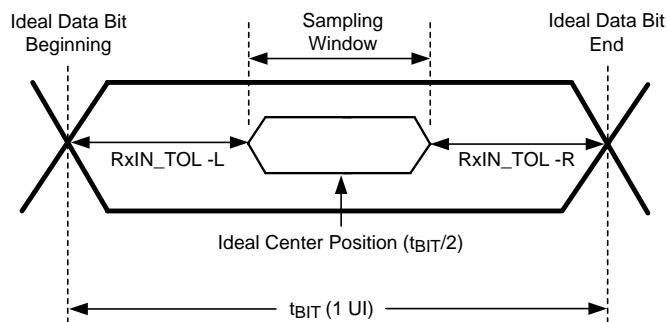 Ideal Data Bit
Beginning
Sampling
Window
Ideal Data Bit
End
RxIN_TOL -L
RxIN_TOL -R
Ideal Center Position (tBIT/2)
tBIT (1 UI)